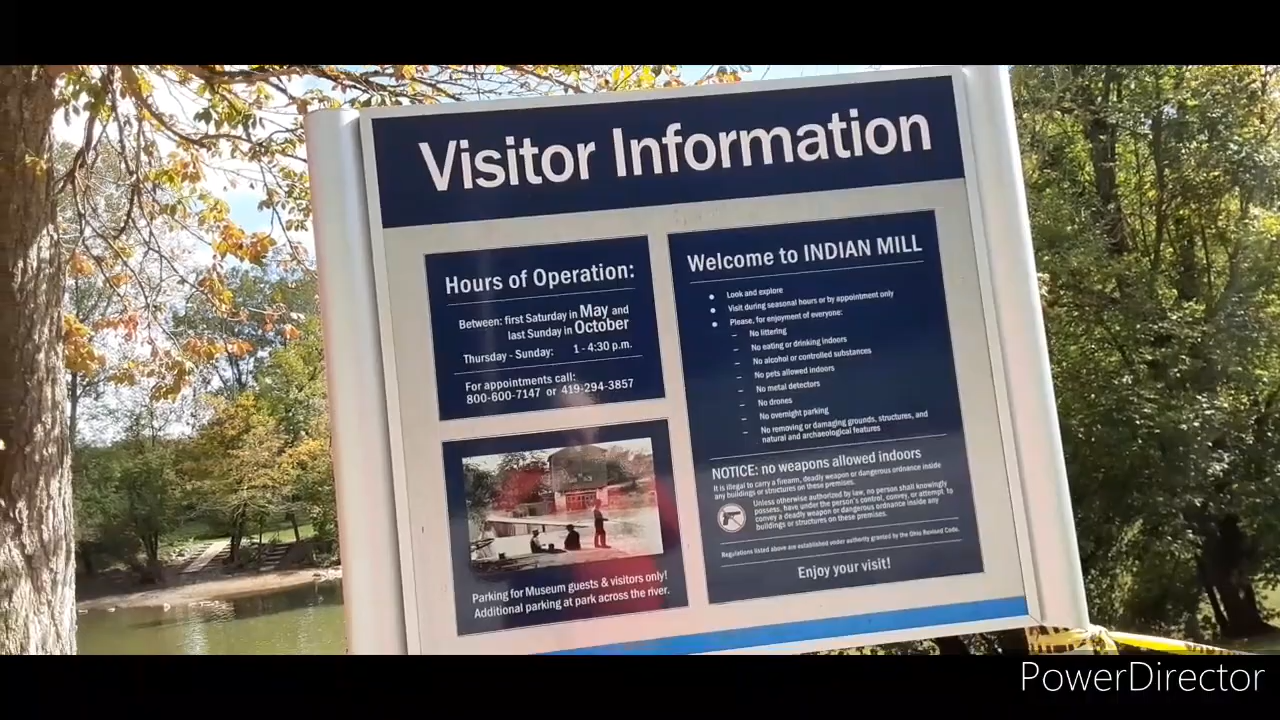 Visitor Information
Hours of Operation:
Between: first Saturday in May and
last Sunday in October
Thursday - Sunday: 1 - 4:30 p.m.
For appointments call:
800-600-7147 or 419-294-3857
Parking for Museum guests & visitors only!
Additional parking at park across the river.
Welcome to INDIAN MILL
• Look and explore
• Visit during seasonal hours or by appointment only
• Please, for enjoyment of everyone:
– No littering
– No eating or drinking indoors
– No alcohol or controlled substances
– No pets allowed indoors
– No metal detectors
– No drones
– No overnight parking
– No removing or damaging grounds, structures, and
natural and archaeological features
NOTICE: no weapons allowed indoors
It is illegal to carry a firearm, deadly weapon or dangerous ordnance inside
any buildings or structures on these premises.
Unless otherwise authorized by law, no person shall knowingly
possess, have under the person's control, convey, or attempt to
convey a deadly weapon or dangerous ordnance inside any
buildings or structures on these premises.
Regulations listed above are established under authority granted by the Ohio Revised Code.
Enjoy your visit!
PowerDirector